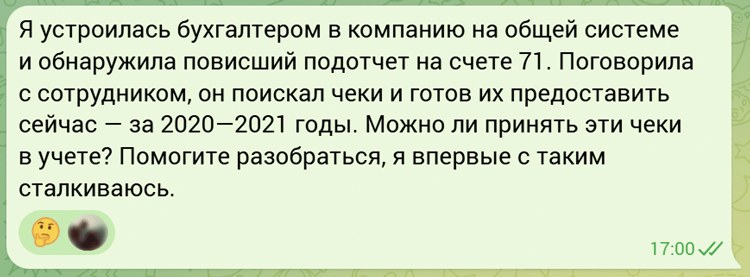 Я устроилась бухгалтером в компанию на общей системе
и обнаружила повисший подотчет на счете 71. Поговорила
с сотрудником, он поискал чеки и готов их предоставить
сейчас — за 2020—2021 годы. Можно ли принять эти чеки
в учете? Помогите разобраться, я впервые с таким
сталкиваюсь.
17:00